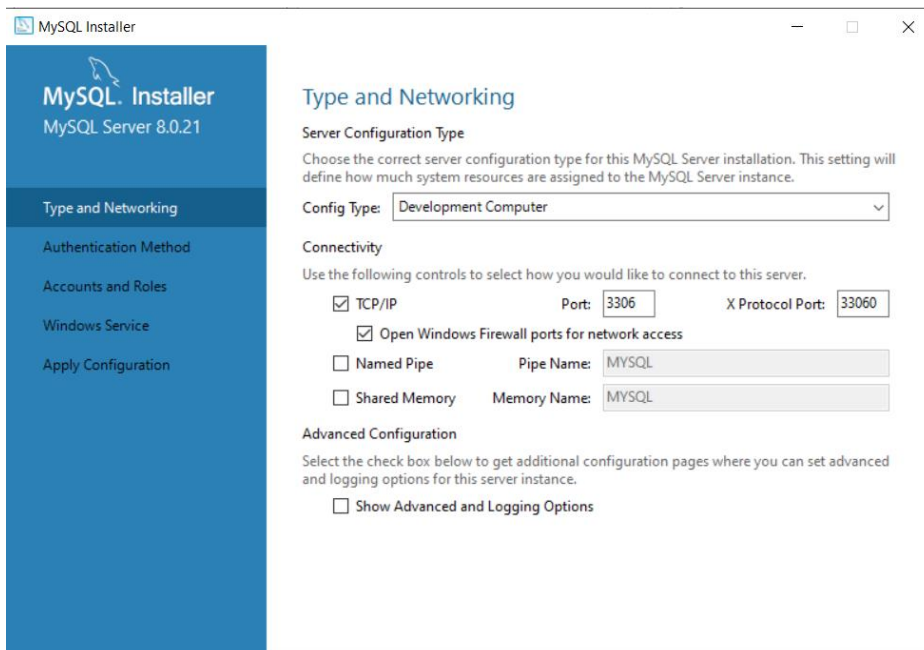 MySQL Installer
MySQL. Installer
MySQL Server 8.0.21
Type and Networking
Authentication Method
Accounts and Roles
Windows Service
Apply Configuration
Type and Networking
Server Configuration Type
Choose the correct server configuration type for this MySQL Server installation. This setting will
define how much system resources are assigned to the MySQL Server instance.
Config Type: Development Computer
Connectivity
Use the following controls to select how you would like to connect to this server.
TCP/IP Port: 3306 X Protocol Port: 33060
Open Windows Firewall ports for network access
Named Pipe Pipe Name: MYSQL
Shared Memory Memory Name: MYSQL
Advanced Configuration
Select the check box below to get additional configuration pages where you can set advanced
and logging options for this server instance.
Show Advanced and Logging Options